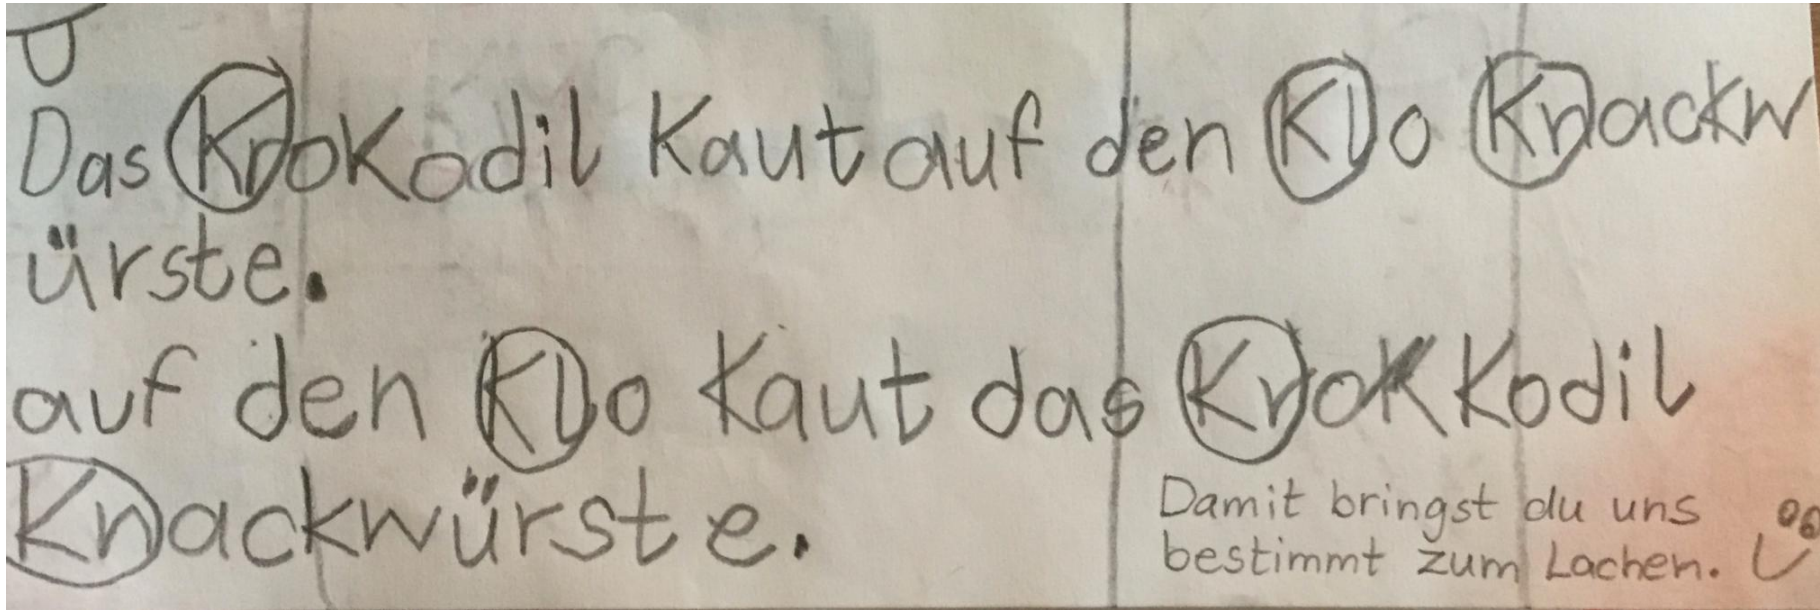 Das Krokodil Kaut auf den Klo Knackw
ürste.
auf den Klo Kaut das KroKKodil
Knackwürste.
Damit bringst du uns
bestimmt zum Lachen.